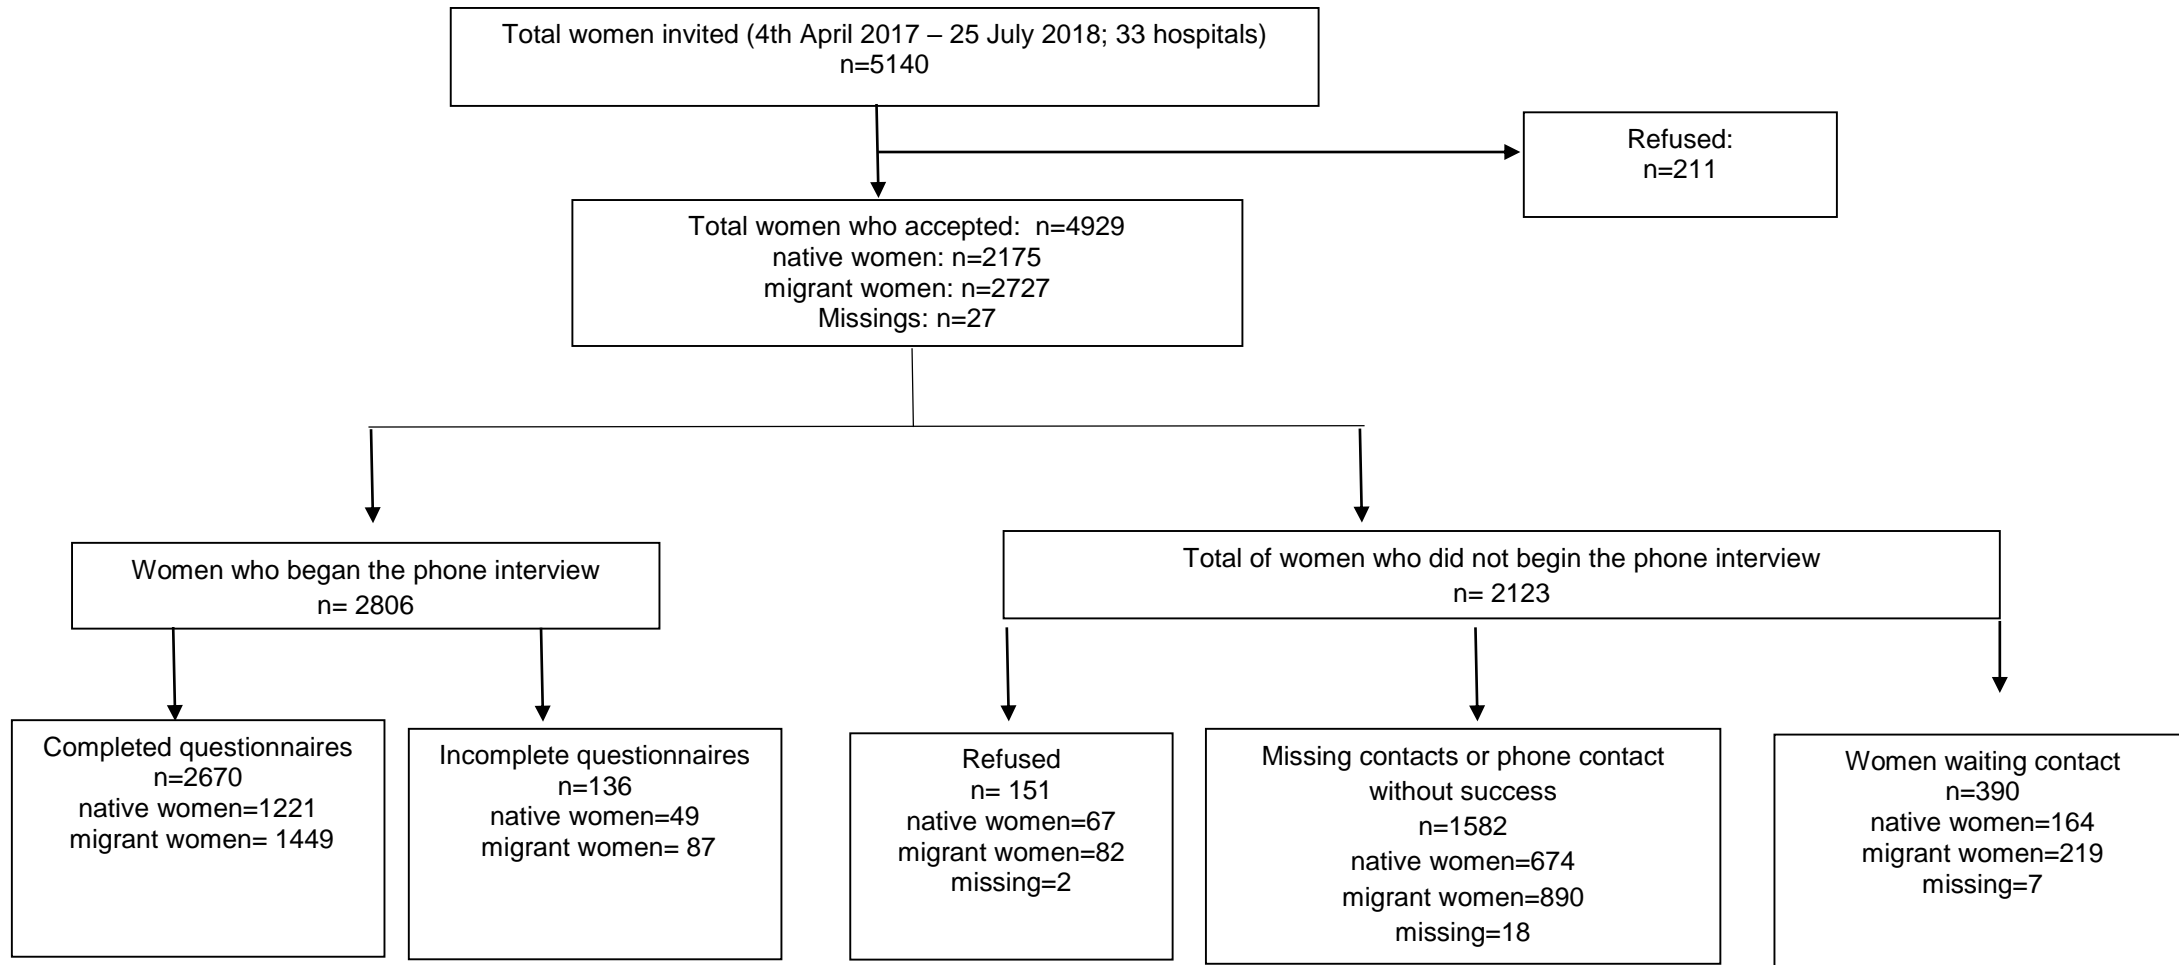 Total women invited (4th April 2017 – 25 July 2018; 33 hospitals)
n=5140
Refused:
n=211
Total women who accepted:  n=4929
native women: n=2175
migrant women: n=2727
Missings: n=27
Women who began the phone interview
n= 2806
Total of women who did not begin the phone interview
n= 2123
Completed questionnaires
n=2670
native women=1221
migrant women= 1449
Incomplete questionnaires
n=136
native women=49
migrant women= 87
Refused
n= 151
native women=67
migrant women=82
missing=2
Missing contacts or phone contact
without success
n=1582
native women=674
migrant women=890
missing=18
Women waiting contact
n=390
native women=164
migrant women=219
missing=7